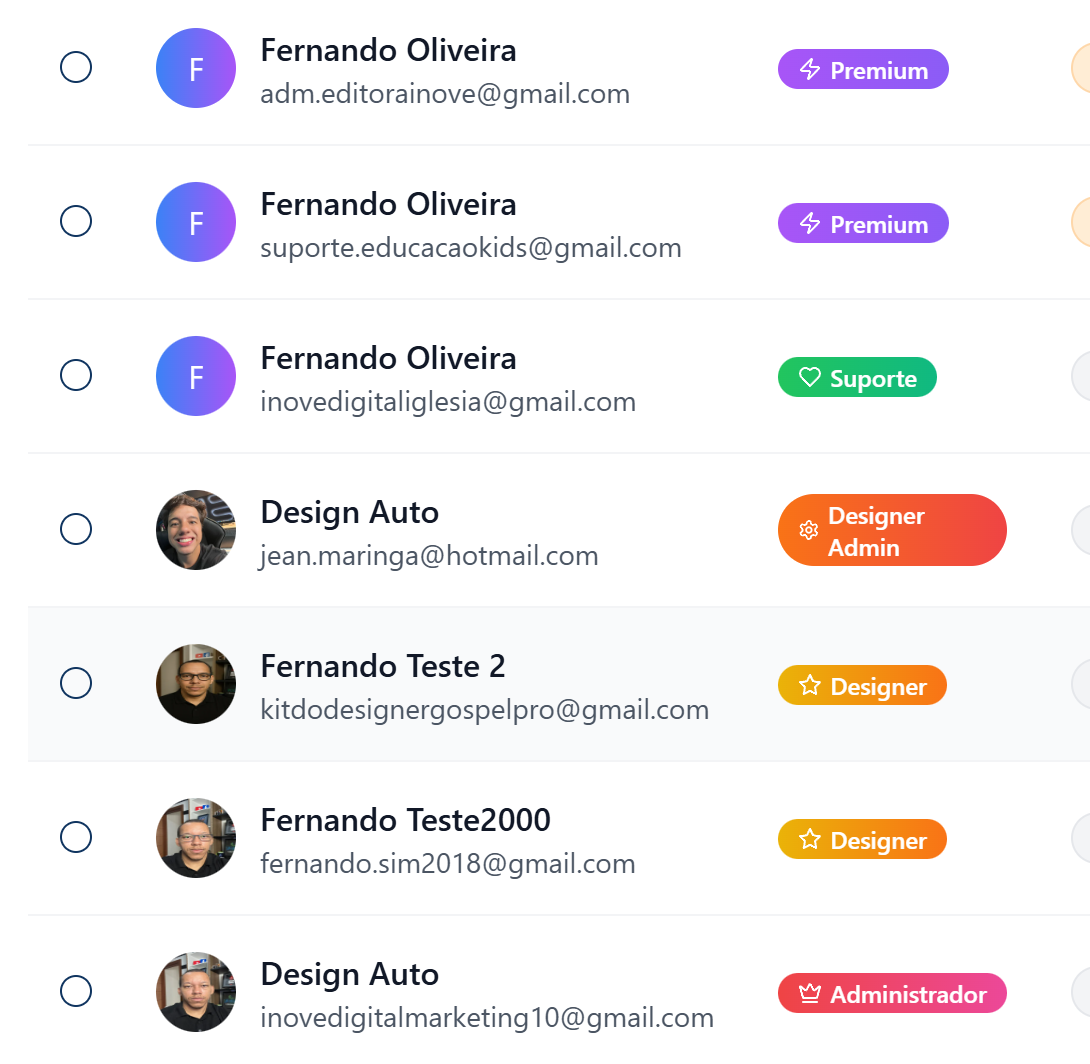 F
Fernando Oliveira
adm.editorainove@gmail.com
Premium
F
Fernando Oliveira
suporte.educacaokids@gmail.com
Premium
F
Fernando Oliveira
inovedigitaliglesia@gmail.com
Suporte
Design Auto
jean.maringa@hotmail.com
Designer
Admin
Fernando Teste 2
kitdodesignergospelpro@gmail.com
Designer
Fernando Teste2000
fernando.sim2018@gmail.com
Designer
Design Auto
inovedigitalmarketing10@gmail.com
Administrador